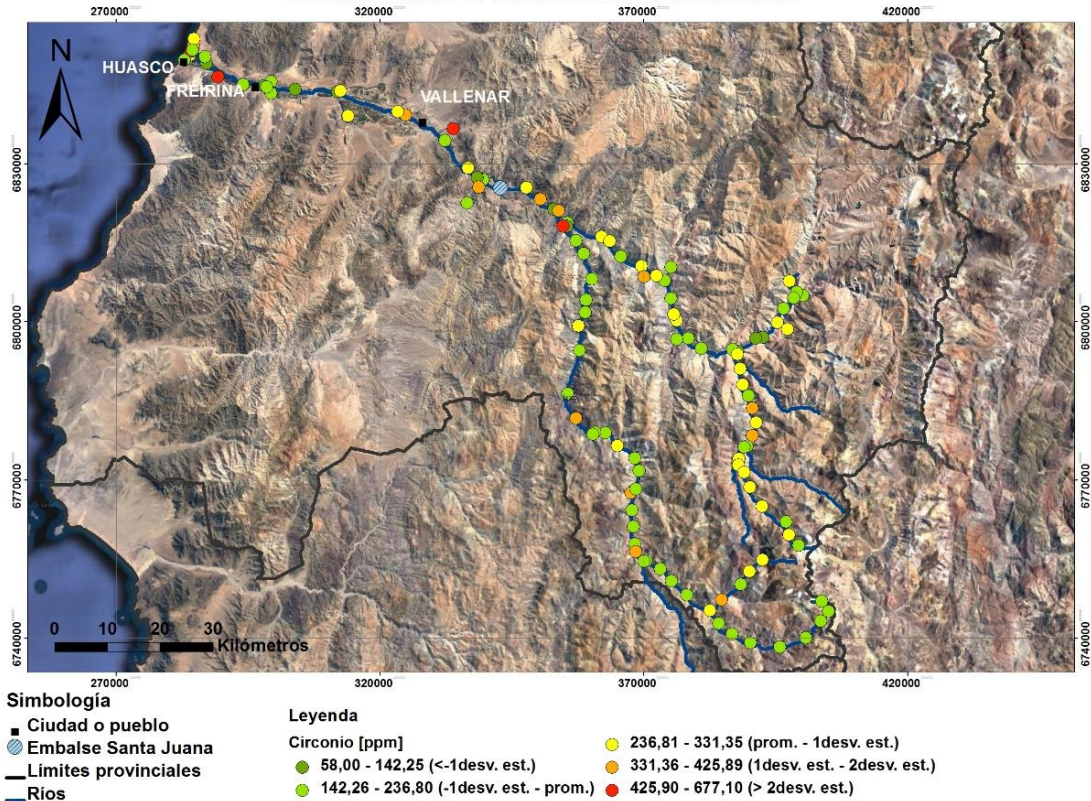 270000 320000 370000 420000
N
HUASCO
FREIRINA
VALLENAR
6830000 6830000
6800000 6800000
6770000 6770000
6740000 6740000
0 10 20 30
Kilómetros
270000 320000 370000 420000
Simbología
Ciudad o pueblo
Embalse Santa Juana
Límites provinciales
Ríos
Leyenda
Circonio [ppm]
58,00 - 142,25 (<-1desv. est.)
142,26 - 236,80 (-1desv. est. - prom.)
236,81 - 331,35 (prom. - 1desv. est.)
331,36 - 425,89 (1desv. est. - 2desv. est.)
425,90 - 677,10 (> 2desv. est.)